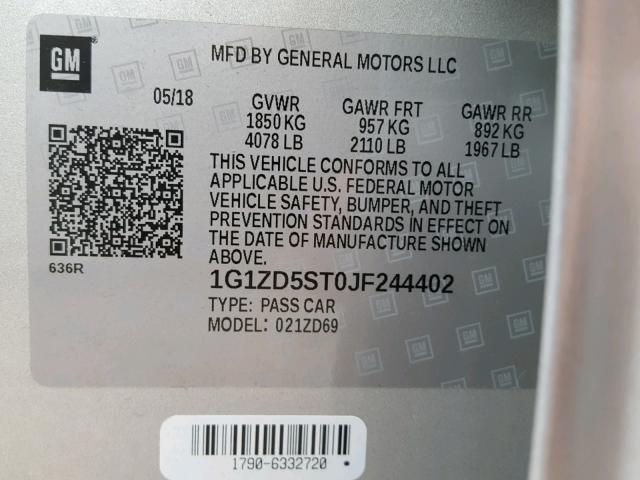 GM
MFD BY GENERAL MOTORS LLC
05/18
GVWR GAWR FRT GAWR RR
1850 KG 957 KG 892 KG
4078 LB 2110 LB 1967 LB
THIS VEHICLE CONFORMS TO ALL
APPLICABLE U.S. FEDERAL MOTOR
VEHICLE SAFETY, BUMPER, AND THEFT
PREVENTION STANDARDS IN EFFECT ON
THE DATE OF MANUFACTURE SHOWN
ABOVE.
636R
1G1ZD5ST0JF244402
TYPE: PASS CAR
MODEL: 021ZD69
1790-6332720